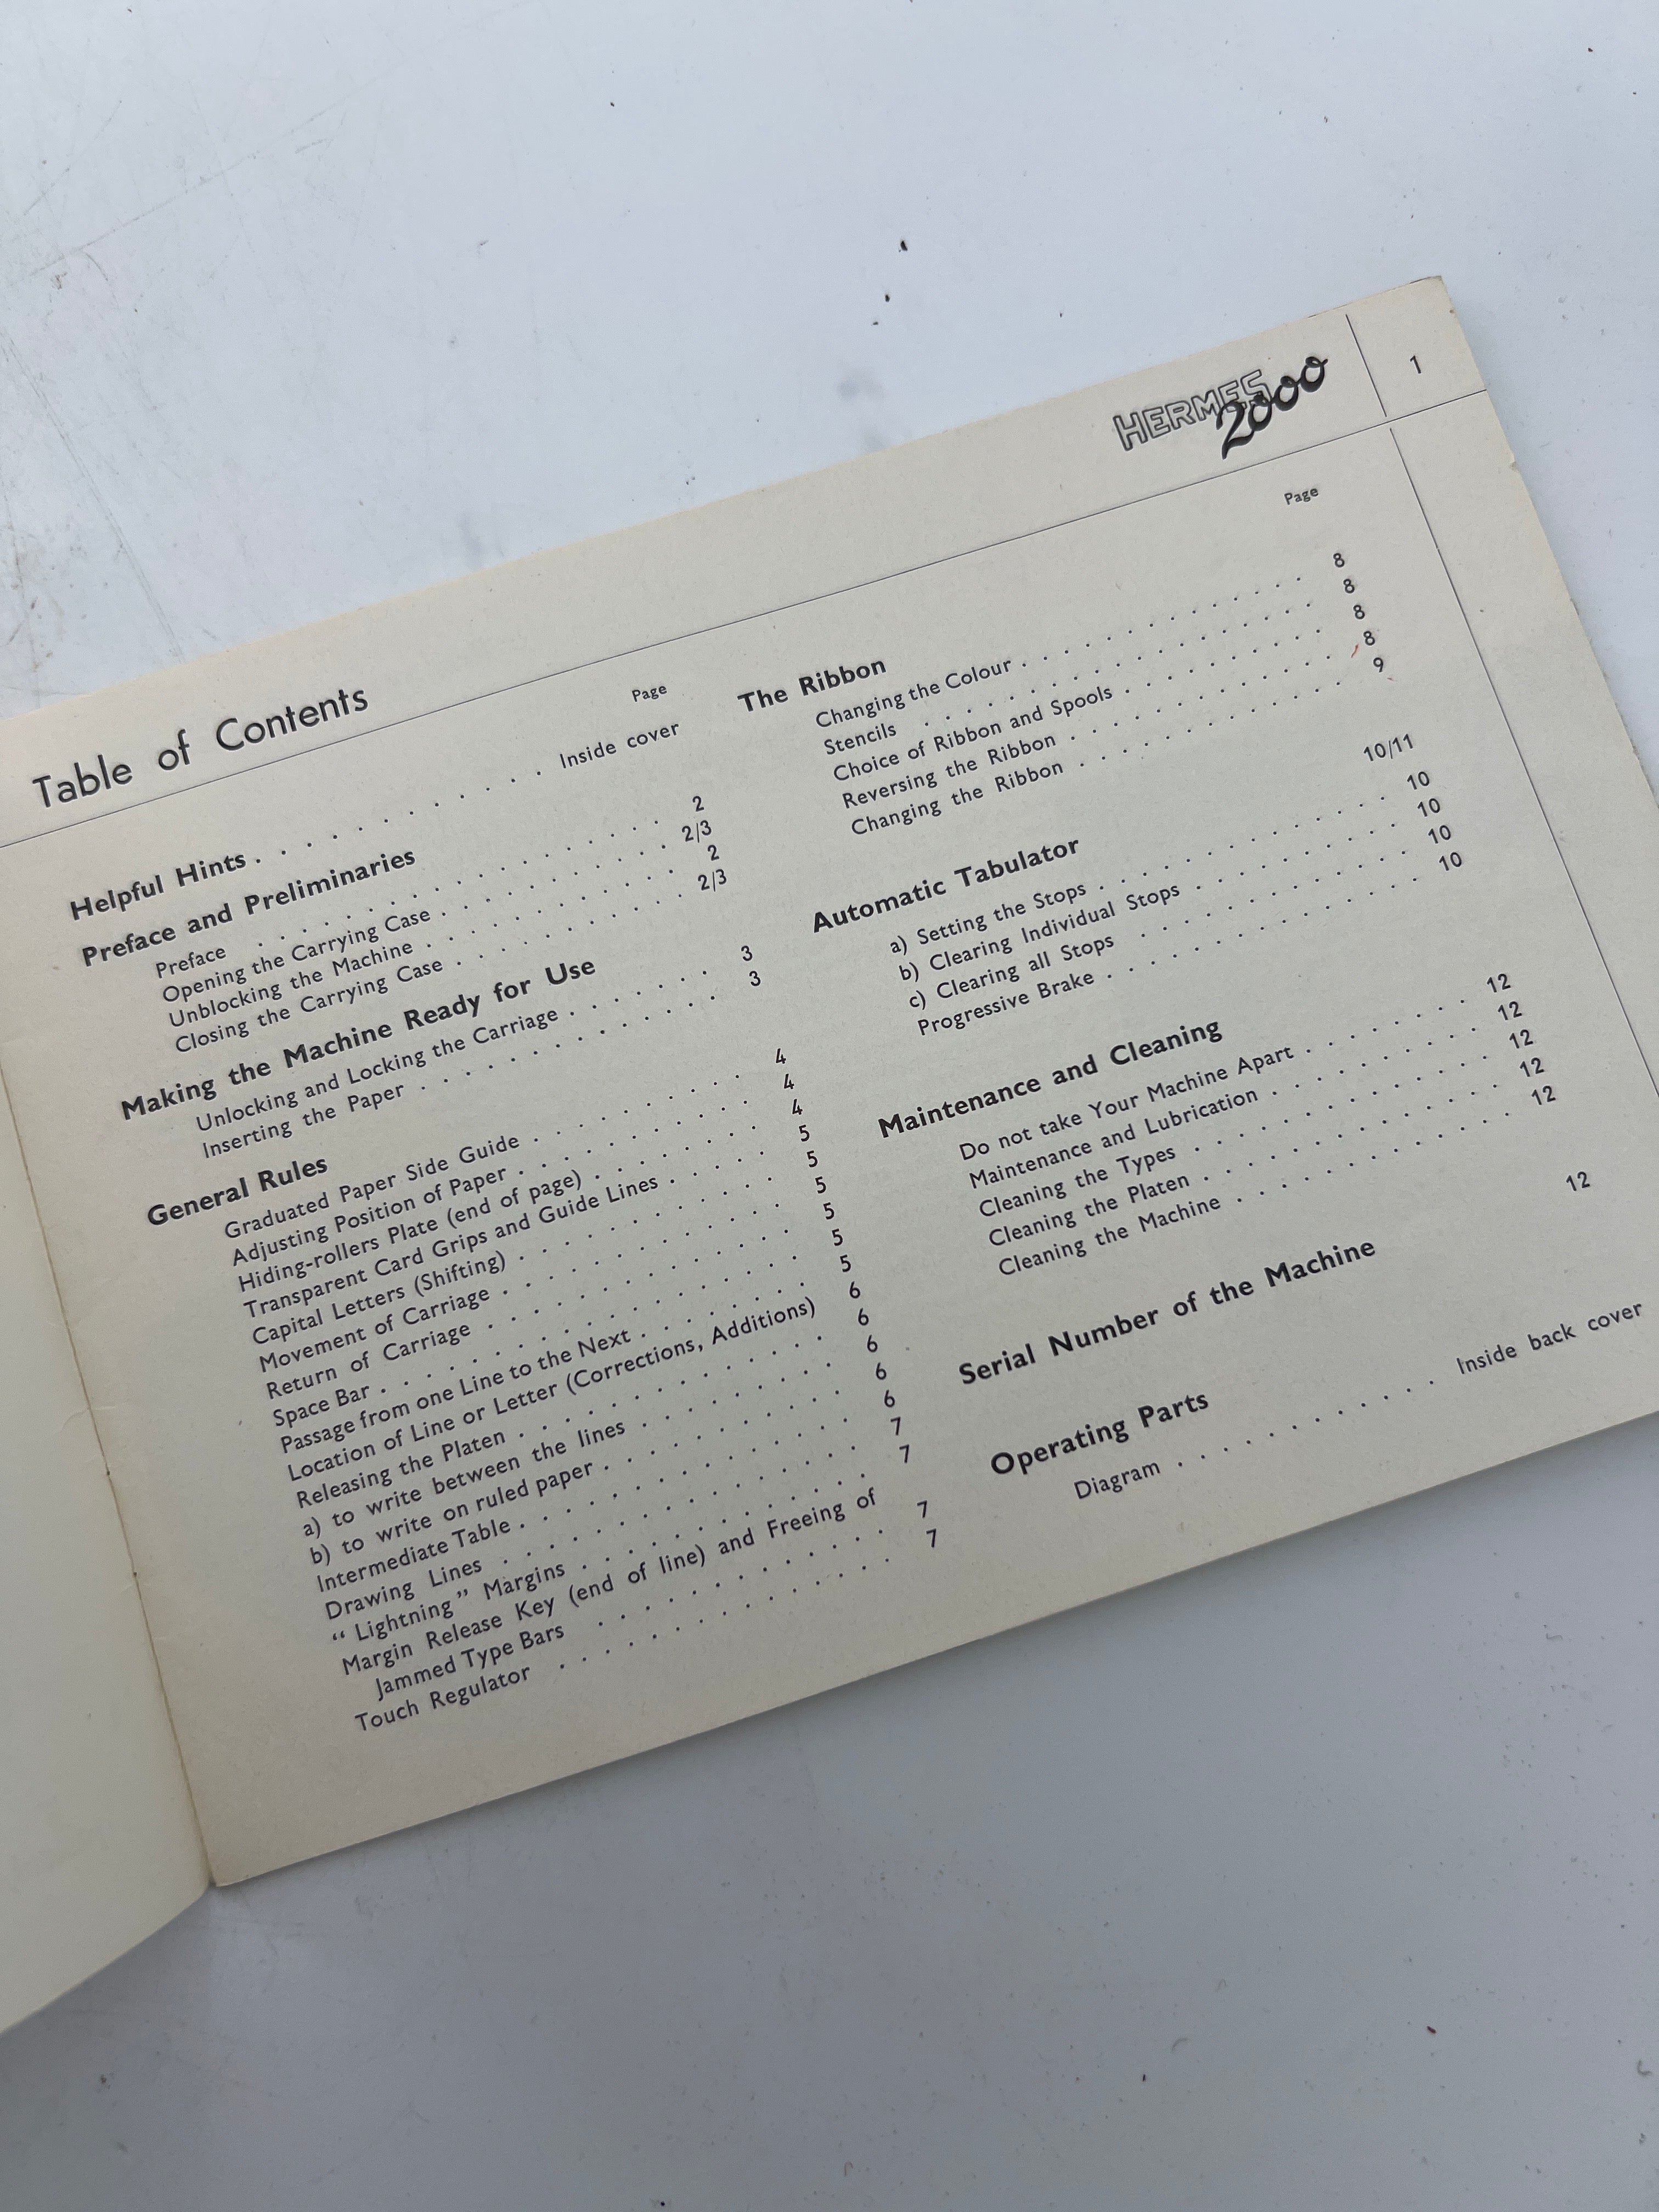 HERMES 2000
1
Table of Contents
Page
Helpful Hints . . . . . . . . . . . . Inside cover
Preface and Preliminaries
Preface . . . . . . . . . . . . 2
Opening the Carrying Case . . . . . . . . . . 2/3
Unblocking the Machine . . . . . . . . . . 2
Closing the Carrying Case . . . . . . . . . . 2/3
Making the Machine Ready for Use
Unlocking and Locking the Carriage . . . . . . 3
Inserting the Paper . . . . . . . . . . . 3
General Rules
Graduated Paper Side Guide . . . . . . . . 4
Adjusting Position of Paper . . . . . . . . . 4
Hiding-rollers Plate (end of page) . . . . . . . 4
Transparent Card Grips and Guide Lines . . . . . 5
Capital Letters (Shifting) . . . . . . . . . . 5
Movement of Carriage . . . . . . . . . . . 5
Return of Carriage . . . . . . . . . . . . 5
Space Bar . . . . . . . . . . . . . . . 5
Passage from one Line to the Next . . . . . . . 5
Location of Line or Letter (Corrections, Additions) 6
Releasing the Platen . . . . . . . . . . . 6
a) to write between the lines . . . . . . . . 6
b) to write on ruled paper . . . . . . . . . 6
Intermediate Table . . . . . . . . . . . . 6
Drawing Lines . . . . . . . . . . . . . 7
“ Lightning ” Margins . . . . . . . . . . . 7
Margin Release Key (end of line) and Freeing of
Jammed Type Bars . . . . . . . . . . . 7
Touch Regulator . . . . . . . . . . . . 7
Page
The Ribbon
Changing the Colour . . . . . . . . . . . . . 8
Stencils . . . . . . . . . . . . . . . . 8
Choice of Ribbon and Spools . . . . . . . . . . 8
Reversing the Ribbon . . . . . . . . . . . . 8
Changing the Ribbon . . . . . . . . . . . . 9
Automatic Tabulator 10/11
a) Setting the Stops . . . . . . . . . . . . 10
b) Clearing Individual Stops . . . . . . . . . 10
c) Clearing all Stops . . . . . . . . . . . . 10
Progressive Brake . . . . . . . . . . . . . 10
Maintenance and Cleaning
Do not take Your Machine Apart . . . . . . . . 12
Maintenance and Lubrication . . . . . . . . . . 12
Cleaning the Types . . . . . . . . . . . . . 12
Cleaning the Platen . . . . . . . . . . . . . 12
Cleaning the Machine . . . . . . . . . . . . 12
Serial Number of the Machine 12
Operating Parts
Diagram . . . . . . . . . . . Inside back cover